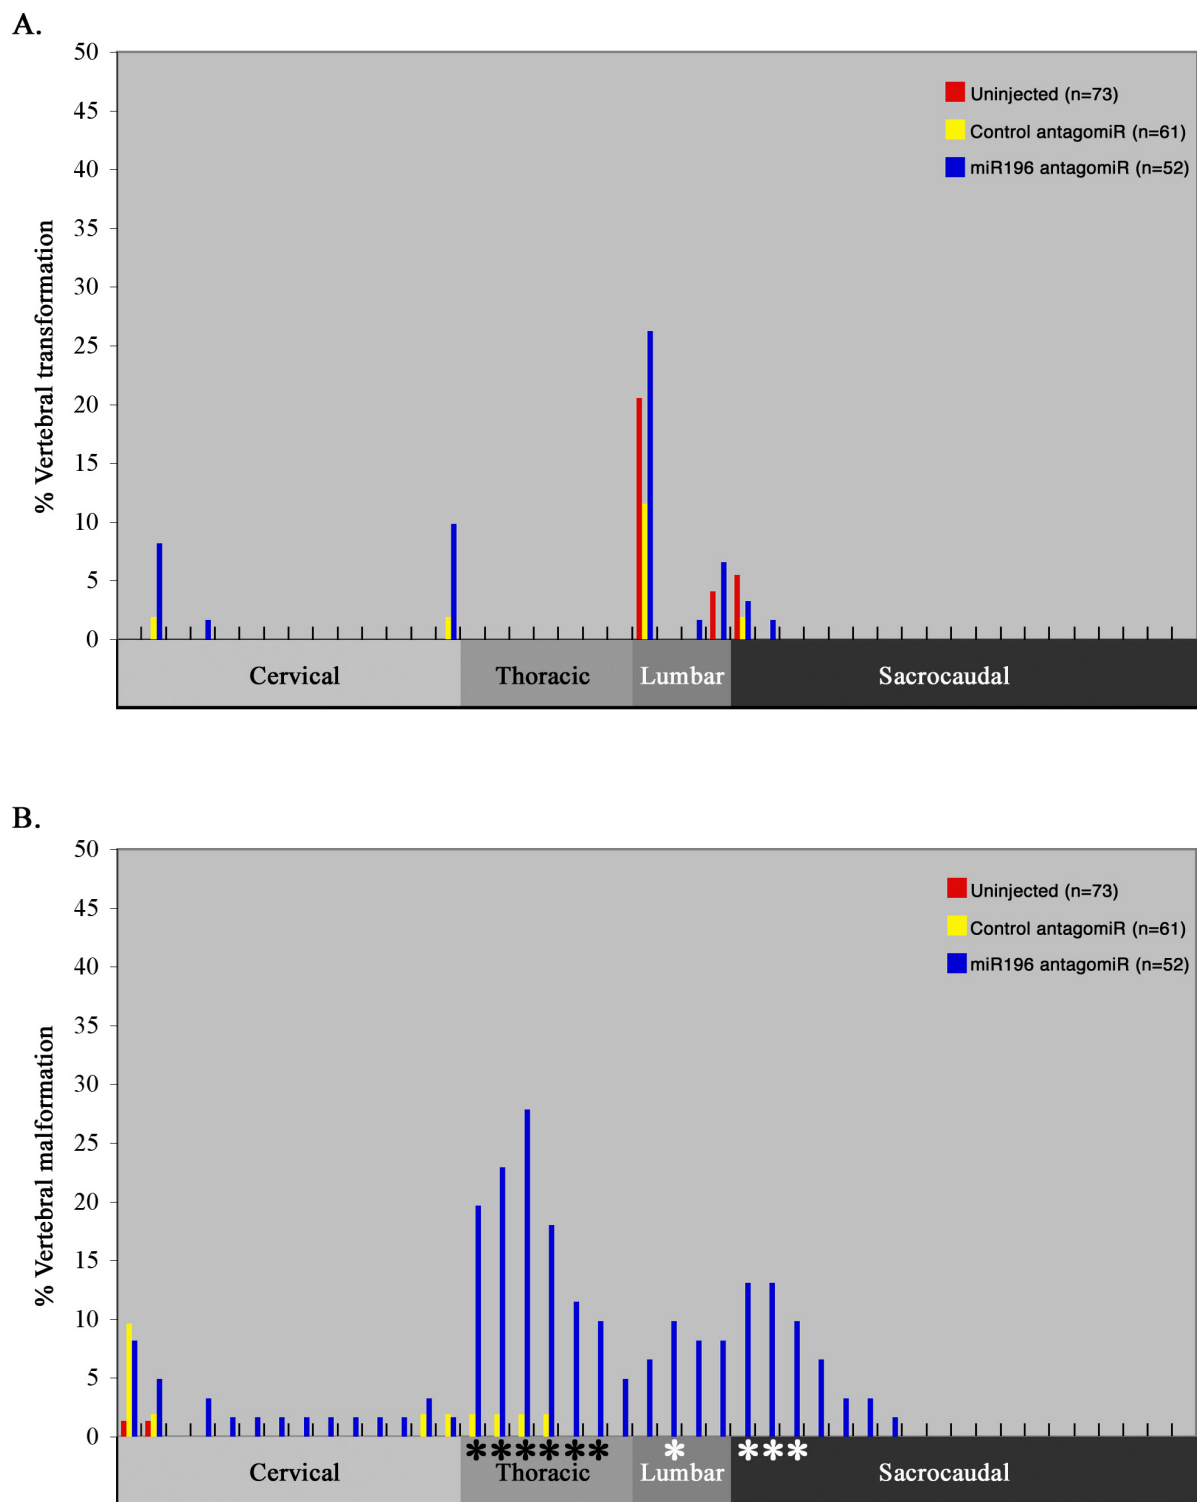 A.
50
45
40
35
30
25
20
15
10
5
0
% Vertebral transformation
Uninjected (n=73)
Control antagomiR (n=61)
miR196 antagomiR (n=52)
Cervical Thoracic Lumbar Sacrocaudal
B.
50
45
40
35
30
25
20
15
10
5
0
% Vertebral malformation
Uninjected (n=73)
Control antagomiR (n=61)
miR196 antagomiR (n=52)
* * * * * * * * * *
Cervical Thoracic Lumbar Sacrocaudal